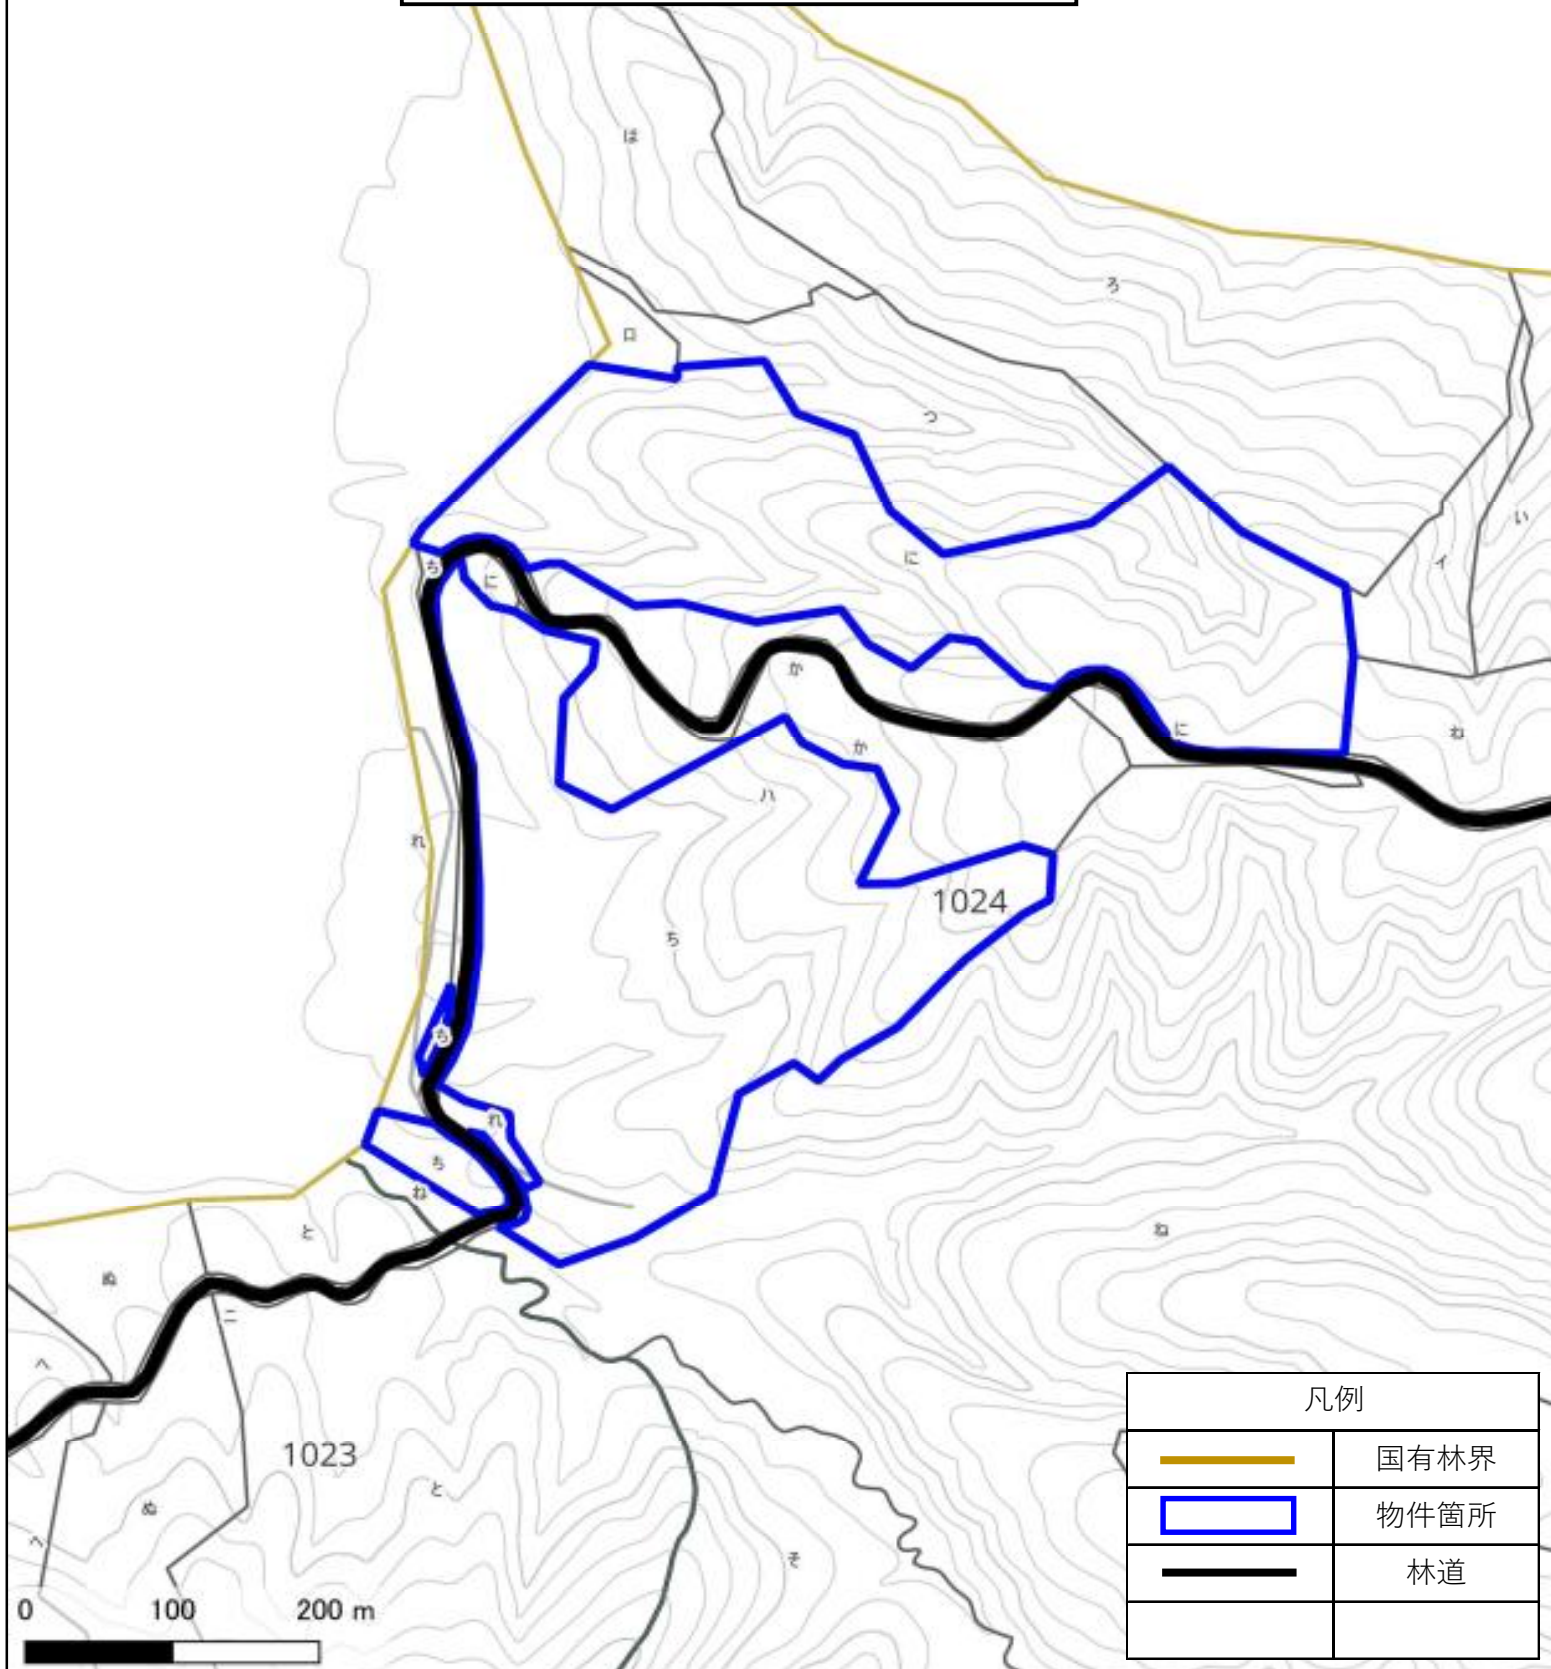 は
ろ
ロ
つ
い
イ
に
ち
に
か
に
ね
か
ハ
れ
1024
ち
ち
れ
ち
ね
と
ね
ぬ
ニ
へ
凡例
国有林界
1023
と
物件箇所
ぬ
そ
林道
0 100 200 m